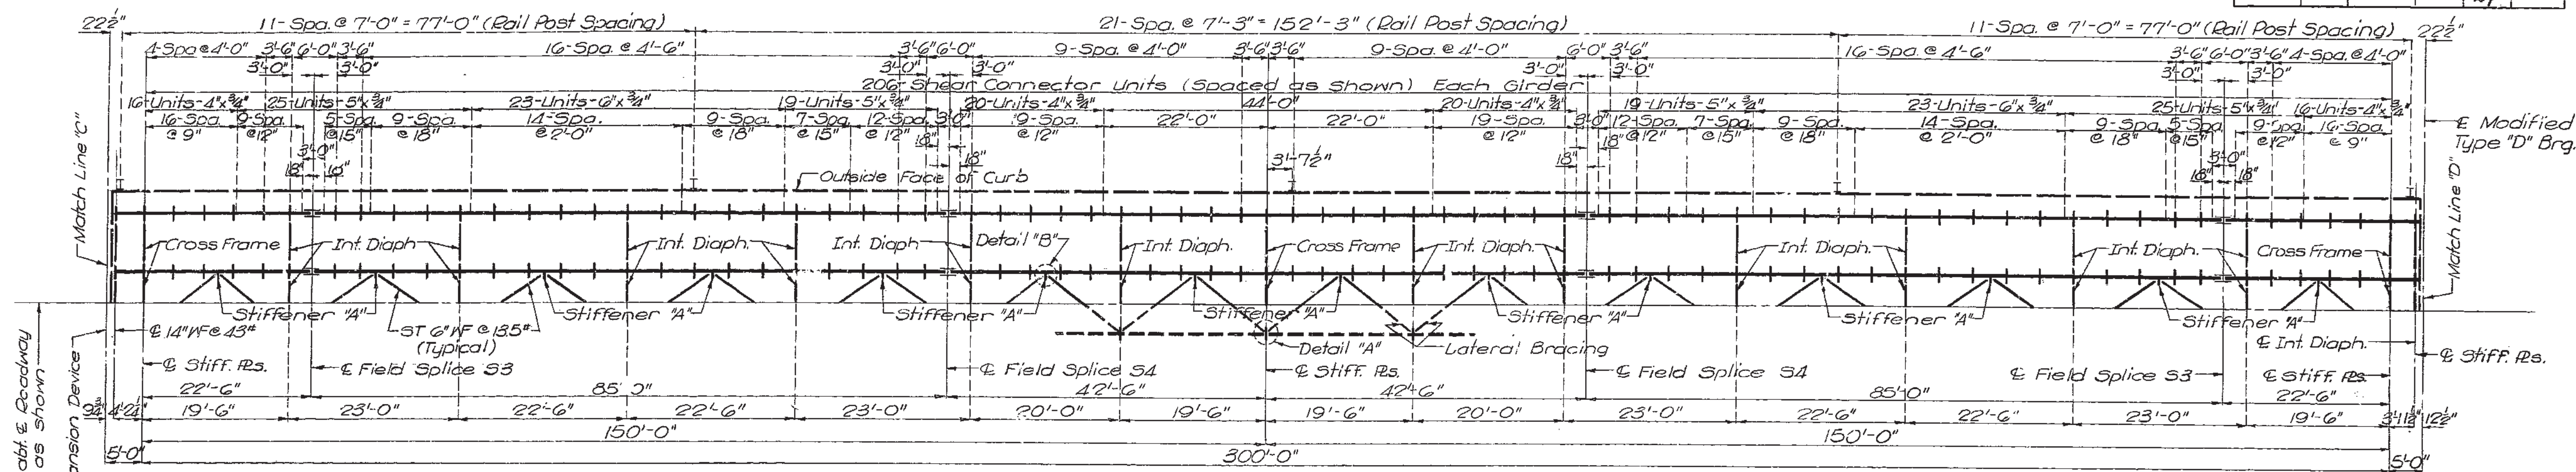 22½" 11-Spa. @ 7'-0" = 77'-0" (Rail Post Spacing) 21-Spa. @ 7'-3" = 152'-3" (Rail Post Spacing) 11-Spa. @ 7'-0" = 77'-0" (Rail Post Spacing) 22½"
4-Spa @ 4'-0" 3'-6" 6'-0" 3'-6" 16-Spa. @ 4'-6" 3'-6" 6'-0" 9-Spa. @ 4'-0" 3'-6" 3'-6" 9-Spa. @ 4'-0" 6'-0" 3'-6" 16-Spa. @ 4'-6" 3'-6" 6'-0" 3'-6" 4-Spa. @ 4'-0"
3'-0" 3'-0" 3'-0" 3'-0" 3'-0" 3'-0" 3'-0" 3'-0"
206-Shear Connector Units (Spaced as Shown) Each Girder
16-Units-4"x¾" 25-Units-5"x¾" 23-Units-6"x¾" 19-Units-5"x¾" 20-Units-4"x¾" 44'-0" 20-Units-4"x¾" 19-Units-5"x¾" 23-Units-6"x¾" 25-Units-5"x¾" 16-Units-4"x¾"
16-Spa. 9-Spa. 5-Spa. 9-Spa. 14-Spa. 9-Spa. 7-Spa. 12-Spa. 3'-0" 19-Spa. 22'-0" 22'-0" 19-Spa. 3'-0" 12-Spa. 7-Spa. 9-Spa. 14-Spa. 9-Spa. 5-Spa. 9-Spa. 16-Spa.
@ 9" @ 12" @ 15" @ 18" @ 2'-0" @ 18" @ 15" @ 12" 18" @ 12" @ 12" 18" @ 12" @ 15" @ 18" @ 2'-0" @ 18" @ 15" @ 12" @ 9"
3'-0" 18" 3'-7½" 18" 3'-0"
18" 18" 18" 18"
℄ Modified
Type "D" Brg.
Match Line "C"
Outside Face of Curb
Match Line "D"
Cross Frame Int. Diaph. Int. Diaph. Int. Diaph Detail "B" Int. Diaph. Cross Frame Int. Diaph. Int. Diaph. Int. Diaph. Cross Frame
Stiffener "A" Stiffener "A" Stiffener "A" Stiffener "A" Stiffener "A" Stiffener "A"
℄ 14" WF @ 43# ST 6" WF @ 13.5#
(Typical)
Detail "A" Lateral Bracing
℄ Int. Diaph.
℄ Stiff. Pls. ℄ Field Splice S3 ℄ Field Splice S4 ℄ Stiff. Pls. ℄ Field Splice S4 ℄ Field Splice S3 ℄ Stiff. Pls. ℄ Stiff. Pls.
22'-6" 85'-0" 42'-6" 42'-6" 85'-0" 22'-6"
9¾" 4'-2¼" 19'-6" 23'-0" 22'-6" 22'-6" 23'-0" 20'-0" 19'-6" 19'-6" 20'-0" 23'-0" 22'-6" 22'-6" 23'-0" 19'-6" 3'-11½" 12½"
150'-0" 150'-0"
5'-0" 300'-0" 5'-0"
abt. ℄ Roadway
as shown